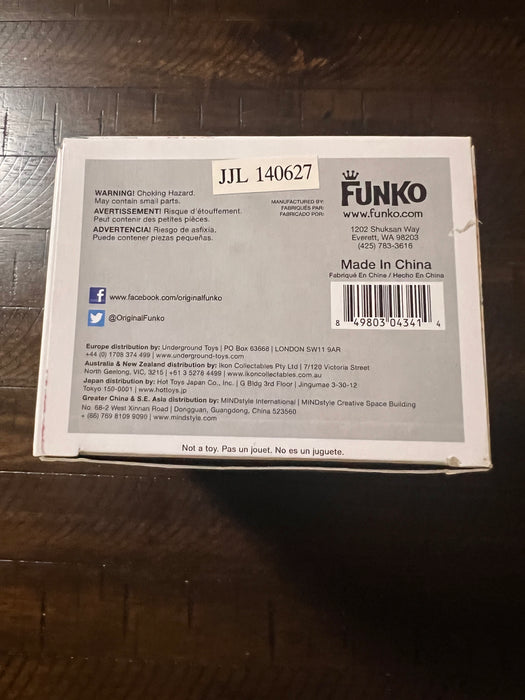 JJL 140627
WARNING! Choking Hazard.
May contain small parts.
AVERTISSEMENT! Risque d'étouffement.
Peut contenir des petites pièces.
ADVERTENCIA! Riesgo de asfixia.
Puede contener piezas pequeñas.
MANUFACTURED BY:
FABRIQUÉS PAR:
FABRICADO POR:
FUNKO
www.funko.com
1202 Shuksan Way
Everett, WA 98203
(425) 783-3616
Made In China
Fabriqué En China / Hecho En China
8 49803 04341 4
f www.facebook.com/originalfunko
@OriginalFunko
Europe distribution by: Underground Toys | PO Box 63668 | LONDON SW11 9AR
+44 (0) 1708 374 499 | www.underground-toys.com
Australia & New Zealand distribution by: Ikon Collectables Pty Ltd | 7/120 Victoria Street
North Geelong, VIC, 3215 | +61 3 5278 4499 | www.ikoncollectables.com.au
Japan distribution by: Hot Toys Japan Co., Inc. | G Bldg 3rd Floor | Jingumae 3-30-12
Tokyo 150-0001 | www.hottoys.jp
Greater China & S.E. Asia distribution by: MINDstyle International | MINDstyle Creative Space Building
No. 68-2 West Xinnan Road | Dongguan, Guangdong, China 523560
+ (86) 769 8109 9090 | www.mindstyle.com
Not a toy. Pas un jouet. No es un juguete.